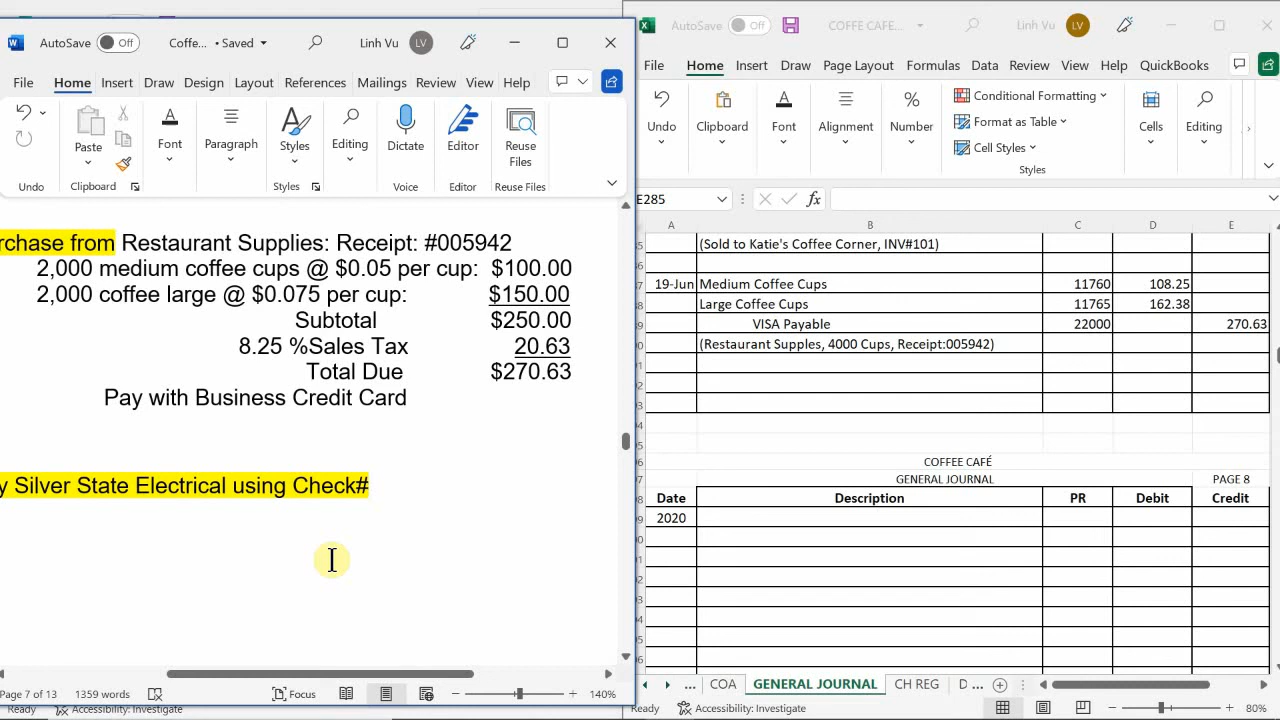 AutoSave Off Coffe... • Saved Linh Vu LV
File Home Insert Draw Design Layout References Mailings Review View Help
Undo Paste Clipboard Font Paragraph Styles Editing Dictate Editor Reuse Files
Undo Clipboard Styles Voice Editor Reuse Files
rchase from Restaurant Supplies: Receipt: #005942
2,000 medium coffee cups @ $0.05 per cup: $100.00
2,000 coffee large @ $0.075 per cup: $150.00
Subtotal $250.00
8.25 %Sales Tax 20.63
Total Due $270.63
Pay with Business Credit Card
y Silver State Electrical using Check#
Page 7 of 13 1359 words Focus 140%
Ready Accessibility: Investigate
AutoSave Off COFFE CAFE... Linh Vu LV
File Home Insert Draw Page Layout Formulas Data Review View Help QuickBooks
Undo Clipboard Font Alignment Number Conditional Formatting Format as Table Cell Styles Cells Editing
Styles
E285 fx
A B C D E
(Sold to Katie's Coffee Corner, INV#101)
19-Jun Medium Coffee Cups 11760 108.25
Large Coffee Cups 11765 162.38
VISA Payable 22000 270.63
(Restaurant Supples, 4000 Cups, Receipt:005942)
COFFEE CAFÉ
GENERAL JOURNAL PAGE 8
Date Description PR Debit Credit
2020
... COA GENERAL JOURNAL CH REG D ...
Ready Accessibility: Investigate 80%